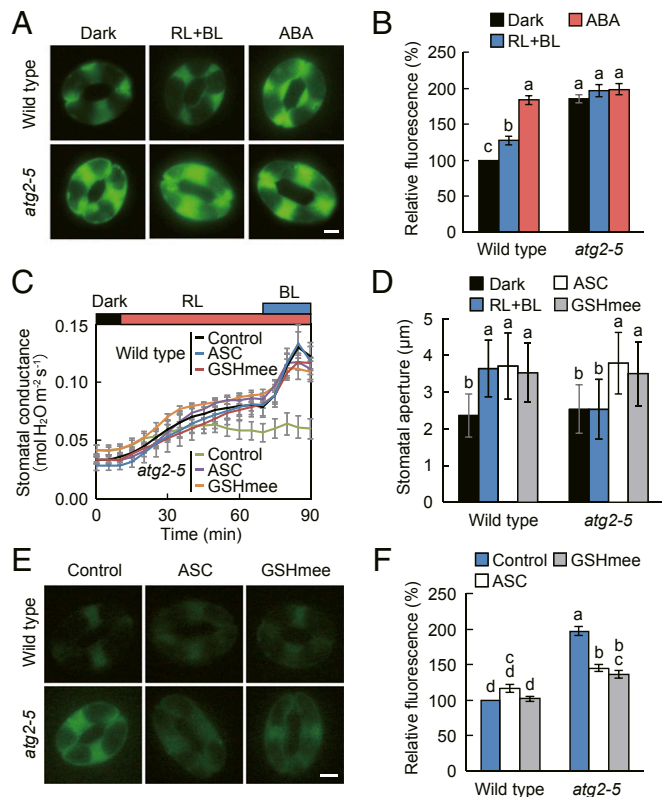 A
Dark RL+BL ABA
Wild type
atg2-5
B
Dark ABA
RL+BL
Relative fluorescence (%)
250
200
150
100
50
0
c b a a a a
Wild type atg2-5
C
Dark RL BL
Stomatal conductance
(mol H₂O m⁻² s⁻¹)
0.15
0.10
0.05
0.00
Wild type
Control
ASC
GSHmee
atg2-5
Control
ASC
GSHmee
0 30 60 90
Time (min)
D
Dark ASC
RL+BL GSHmee
Stomatal aperture (µm)
6
5
4
3
2
1
0
b a a a b b a a
Wild type atg2-5
E
Control ASC GSHmee
Wild type
atg2-5
F
Control GSHmee
ASC
Relative fluorescence (%)
250
200
150
100
50
0
d c d d a b b c
Wild type atg2-5